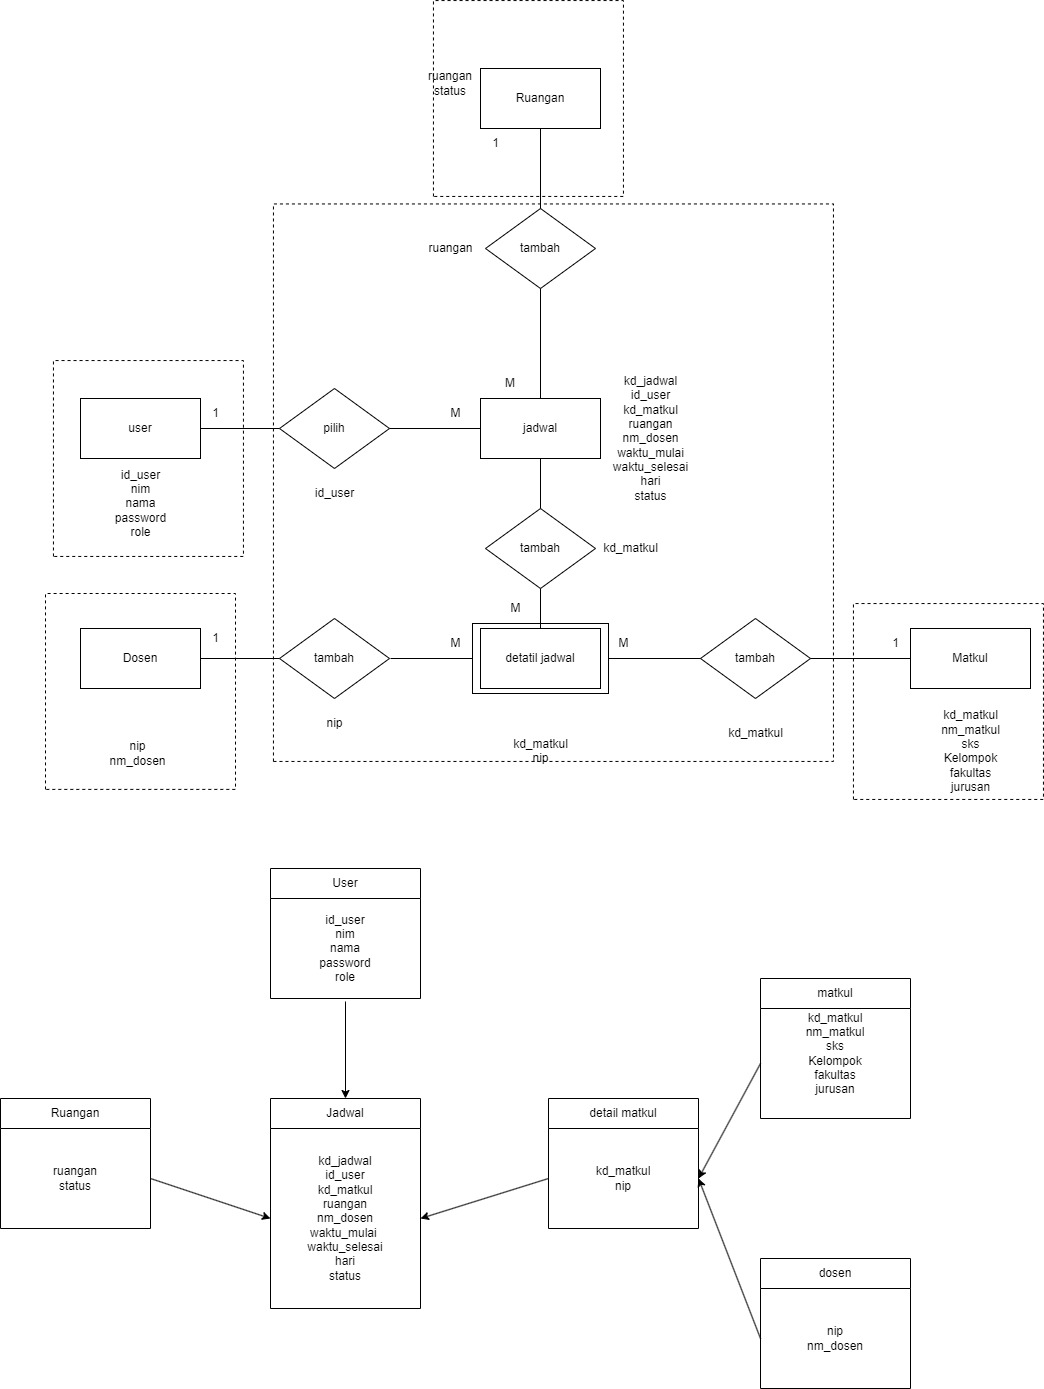 ruangan
status
Ruangan
1
ruangan
tambah
M
user
1
pilih
M
jadwal
id_user
nim
nama
password
role
id_user
kd_jadwal
id_user
kd_matkul
ruangan
nm_dosen
waktu_mulai
waktu_selesai
hari
status
tambah
kd_matkul
M
Dosen
1
tambah
M
detatil jadwal
M
tambah
1
Matkul
nip
nm_dosen
nip
kd_matkul
nip
kd_matkul
kd_matkul
nm_matkul
sks
Kelompok
fakultas
jurusan
User
id_user
nim
nama
password
role
matkul
kd_matkul
nm_matkul
sks
Kelompok
fakultas
jurusan
Ruangan
ruangan
status
Jadwal
kd_jadwal
id_user
kd_matkul
ruangan
nm_dosen
waktu_mulai
waktu_selesai
hari
status
detail matkul
kd_matkul
nip
dosen
nip
nm_dosen